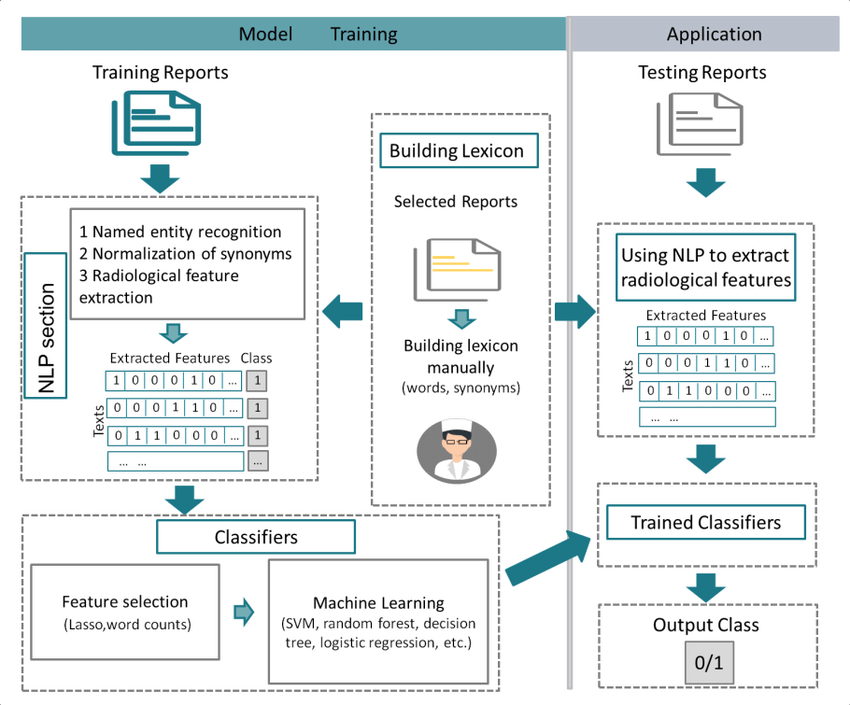 Model Training
Application
Training Reports
1 Named entity recognition
2 Normalization of synonyms
3 Radiological feature
extraction
NLP section
Extracted Features Class
Texts
1 0 0 0 1 0 ... 1
0 0 0 1 1 0 ... 1
0 1 1 0 0 0 ... 1
... ... ...
Building Lexicon
Selected Reports
Building lexicon
manually
(words, synonyms)
Classifiers
Feature selection
(Lasso,word counts)
Machine Learning
(SVM, random forest, decision
tree, logistic regression, etc.)
Testing Reports
Using NLP to extract
radiological features
Extracted Features
Texts
1 0 0 0 1 0 ...
0 0 0 1 1 0 ...
0 1 1 0 0 0 ...
... ...
Trained Classifiers
Output Class
0/1